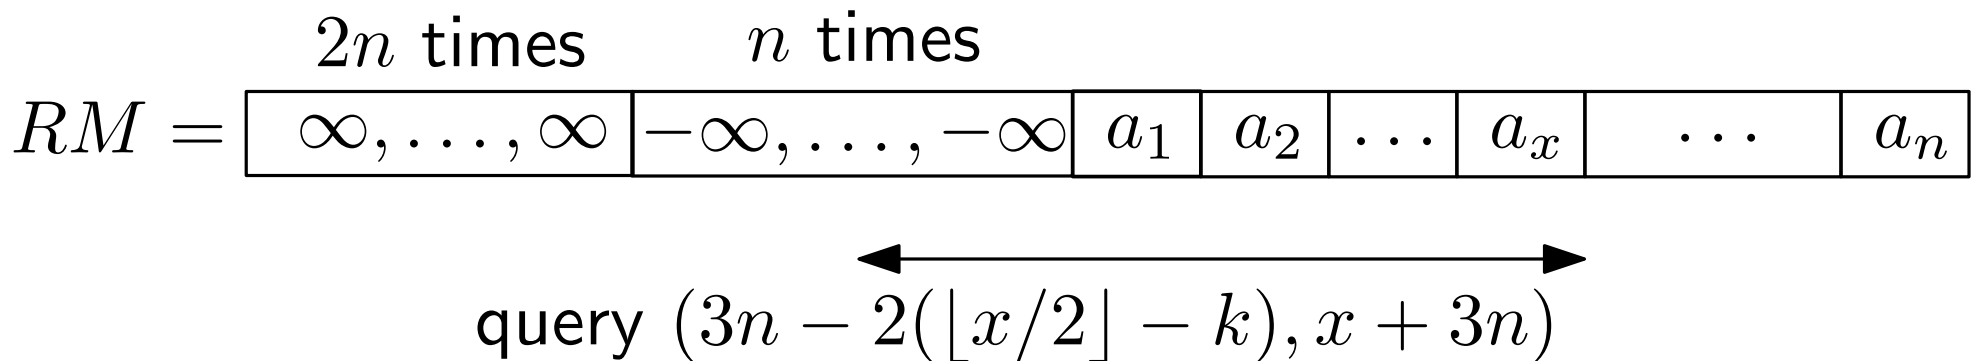 2n times n times
RM = ∞, . . . , ∞ −∞, . . . , −∞ a₁ a₂ · · · aₓ · · · aₙ
query (3n − 2(⌊x/2⌋ − k), x + 3n)